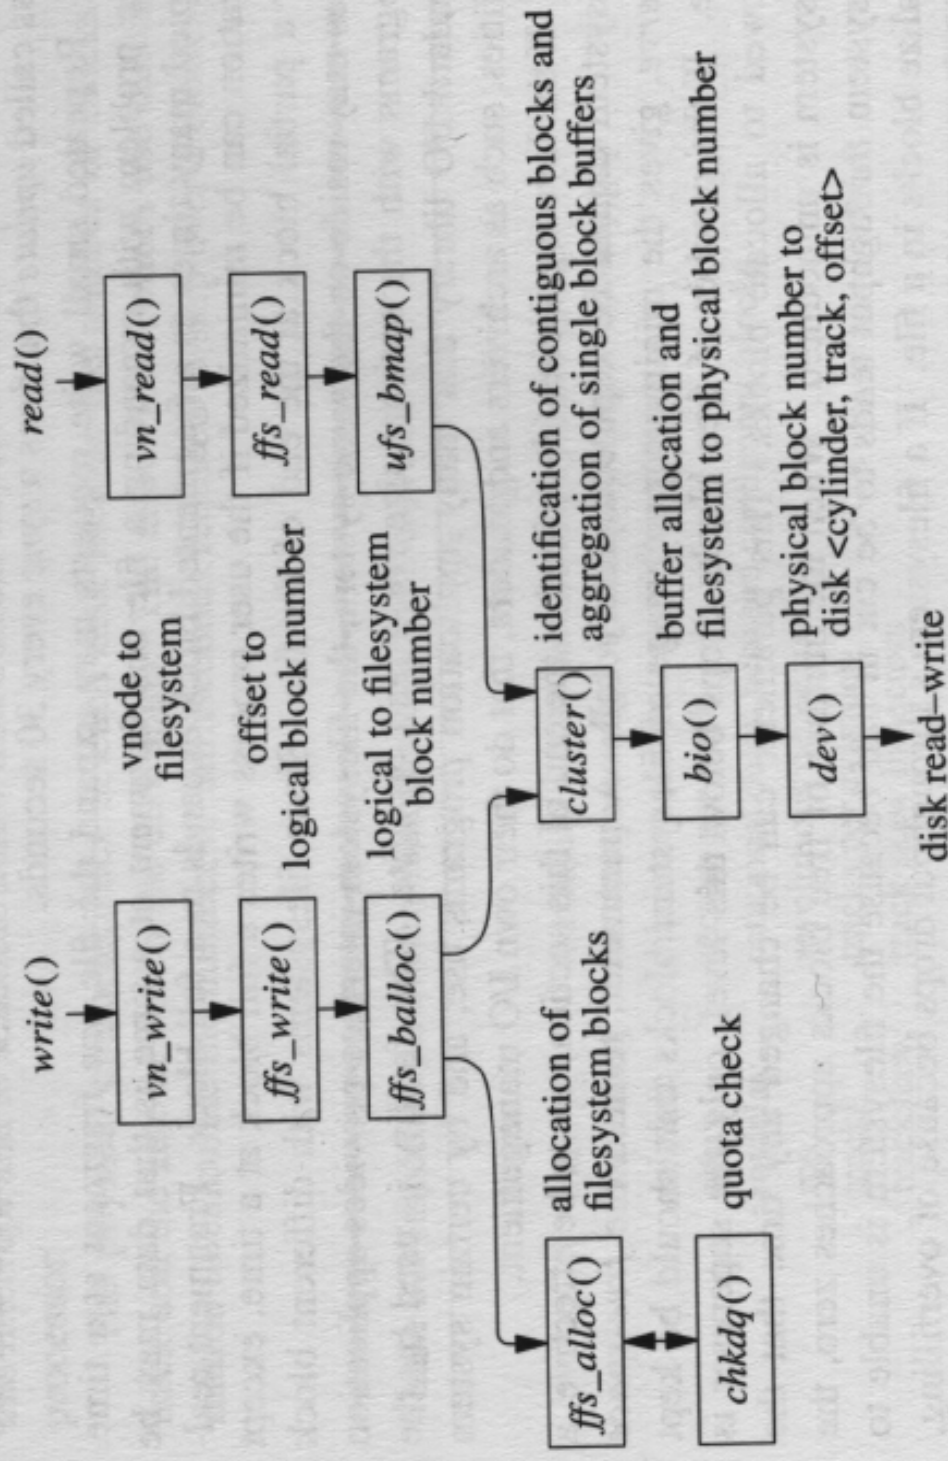 write() read()
vn_write() vnode to vn_read()
filesystem
ffs_write() offset to ffs_read()
logical block number
ffs_balloc() logical to filesystem ufs_bmap()
block number
ffs_alloc() allocation of
filesystem blocks
cluster() identification of contiguous blocks and
aggregation of single block buffers
chkdq() quota check
bio() buffer allocation and
filesystem to physical block number
dev() physical block number to
disk <cylinder, track, offset>
disk read–write